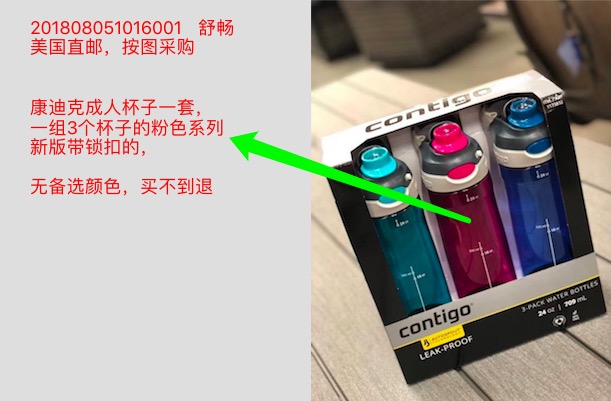 201808051016001 舒畅
美国直邮，按图采购
康迪克成人杯子一套，
一组3个杯子的粉色系列
新版带锁扣的，
无备选颜色，买不到退
contigo
contigo
AUTOSPOUT
LEAK-PROOF
3-PACK WATER BOTTLES
24 oz | 709 mL